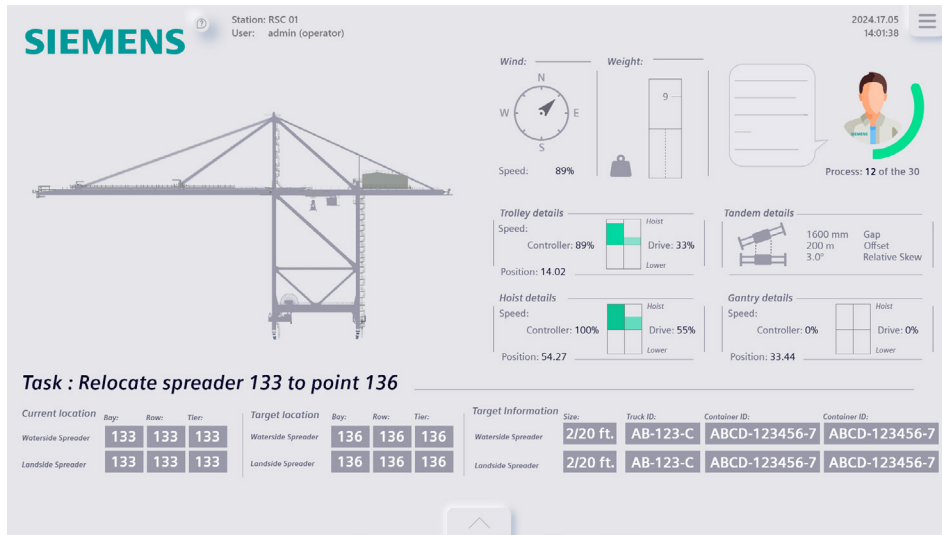 SIEMENS
Station: RSC 01
User: admin (operator)
2024.17.05
14:01:38
Wind:
N
W E
S
Speed: 89%
Weight:
9
SIEMENS
Process: 12 of the 30
Trolley details
Speed:
Controller: 89%
Hoist
Drive: 33%
Lower
Position: 14.02
Tandem details
1600 mm Gap
200 m Offset
3.0° Relative Skew
Hoist details
Speed:
Controller: 100%
Hoist
Drive: 55%
Lower
Position: 54.27
Gantry details
Speed:
Controller: 0%
Hoist
Drive: 0%
Lower
Position: 33.44
Task : Relocate spreader 133 to point 136
Current location Bay: Row: Tier:
Waterside Spreader 133 133 133
Landside Spreader 133 133 133
Target location Bay: Row: Tier:
Waterside Spreader 136 136 136
Landside Spreader 136 136 136
Target Information Size: Truck ID: Container ID: Container ID:
Waterside Spreader 2/20 ft. AB-123-C ABCD-123456-7 ABCD-123456-7
Landside Spreader 2/20 ft. AB-123-C ABCD-123456-7 ABCD-123456-7